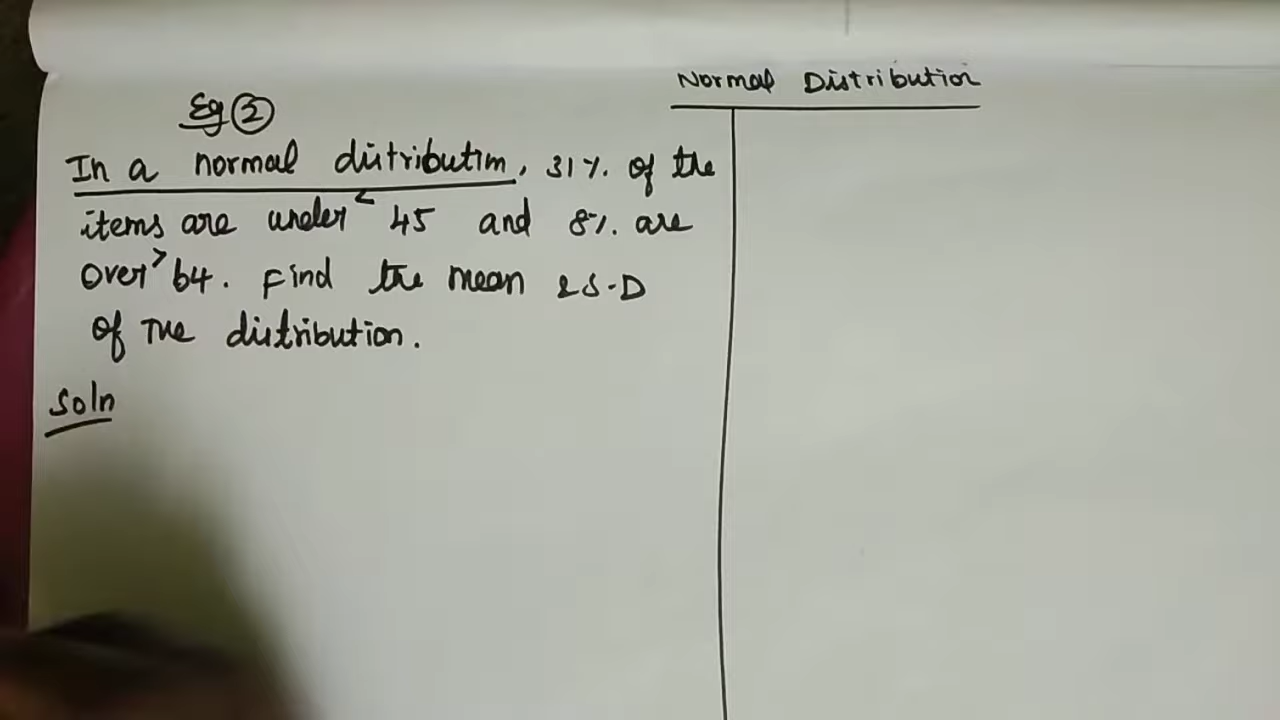 Normal Distribution
Eg ②
In a normal distribution, 31%. of the
items are under < 45 and 8%. are
over > 64. Find the mean & S.D
of the distribution.
Soln